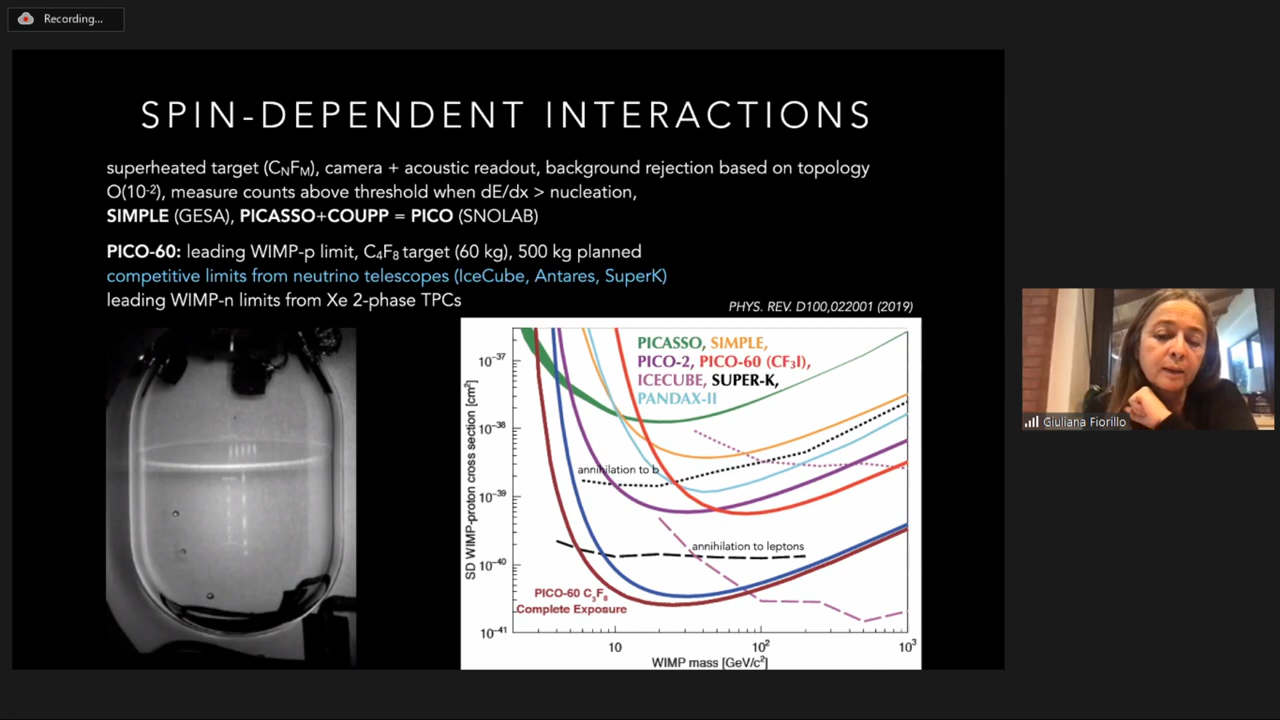 Recording...
SPIN-DEPENDENT INTERACTIONS
superheated target (CNFM), camera + acoustic readout, background rejection based on topology
O(10-2), measure counts above threshold when dE/dx > nucleation,
SIMPLE (GESA), PICASSO+COUPP = PICO (SNOLAB)
PICO-60: leading WIMP-p limit, C4F8 target (60 kg), 500 kg planned
competitive limits from neutrino telescopes (IceCube, Antares, SuperK)
leading WIMP-n limits from Xe 2-phase TPCs
PHYS. REV. D100,022001 (2019)
PICASSO, SIMPLE,
PICO-2, PICO-60 (CF3I),
ICECUBE, SUPER-K,
PANDAX-II
SD WIMP-proton cross section [cm2]
10-37
10-38
10-39
10-40
10-41
annihilation to b
annihilation to leptons
PICO-60 C3F8
Complete Exposure
10
102
103
WIMP mass [GeV/c2]
Giuliana Fiorillo